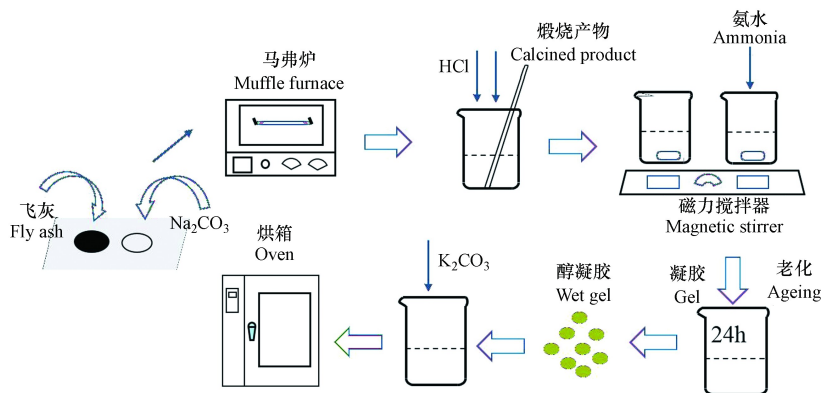 飞灰
Fly ash
Na₂CO₃
马弗炉
Muffle furnace
HCl
煅烧产物
Calcined product
氨水
Ammonia
磁力搅拌器
Magnetic stirrer
老化
Ageing
凝胶
Gel
24h
醇凝胶
Wet gel
K₂CO₃
烘箱
Oven